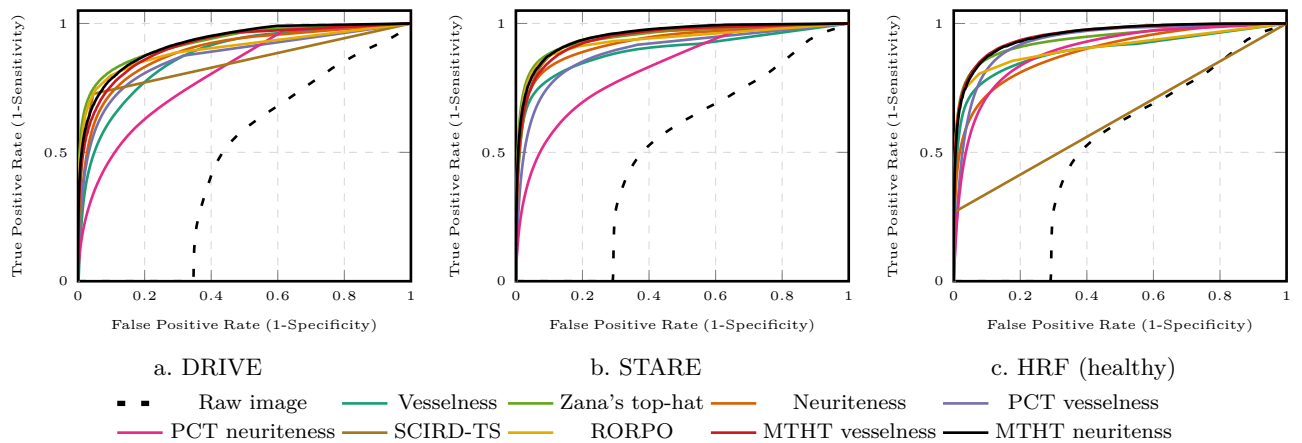 1
0.5
0
0 0.2 0.4 0.6 0.8 1
True Positive Rate (1-Sensitivity)
False Positive Rate (1-Specificity)
a. DRIVE
1
0.5
0
0 0.2 0.4 0.6 0.8 1
True Positive Rate (1-Sensitivity)
False Positive Rate (1-Specificity)
b. STARE
1
0.5
0
0 0.2 0.4 0.6 0.8 1
True Positive Rate (1-Sensitivity)
False Positive Rate (1-Specificity)
c. HRF (healthy)
Raw image Vesselness Zana's top-hat Neuriteness PCT vesselness
PCT neuriteness SCIRD-TS RORPO MTHT vesselness MTHT neuritenss